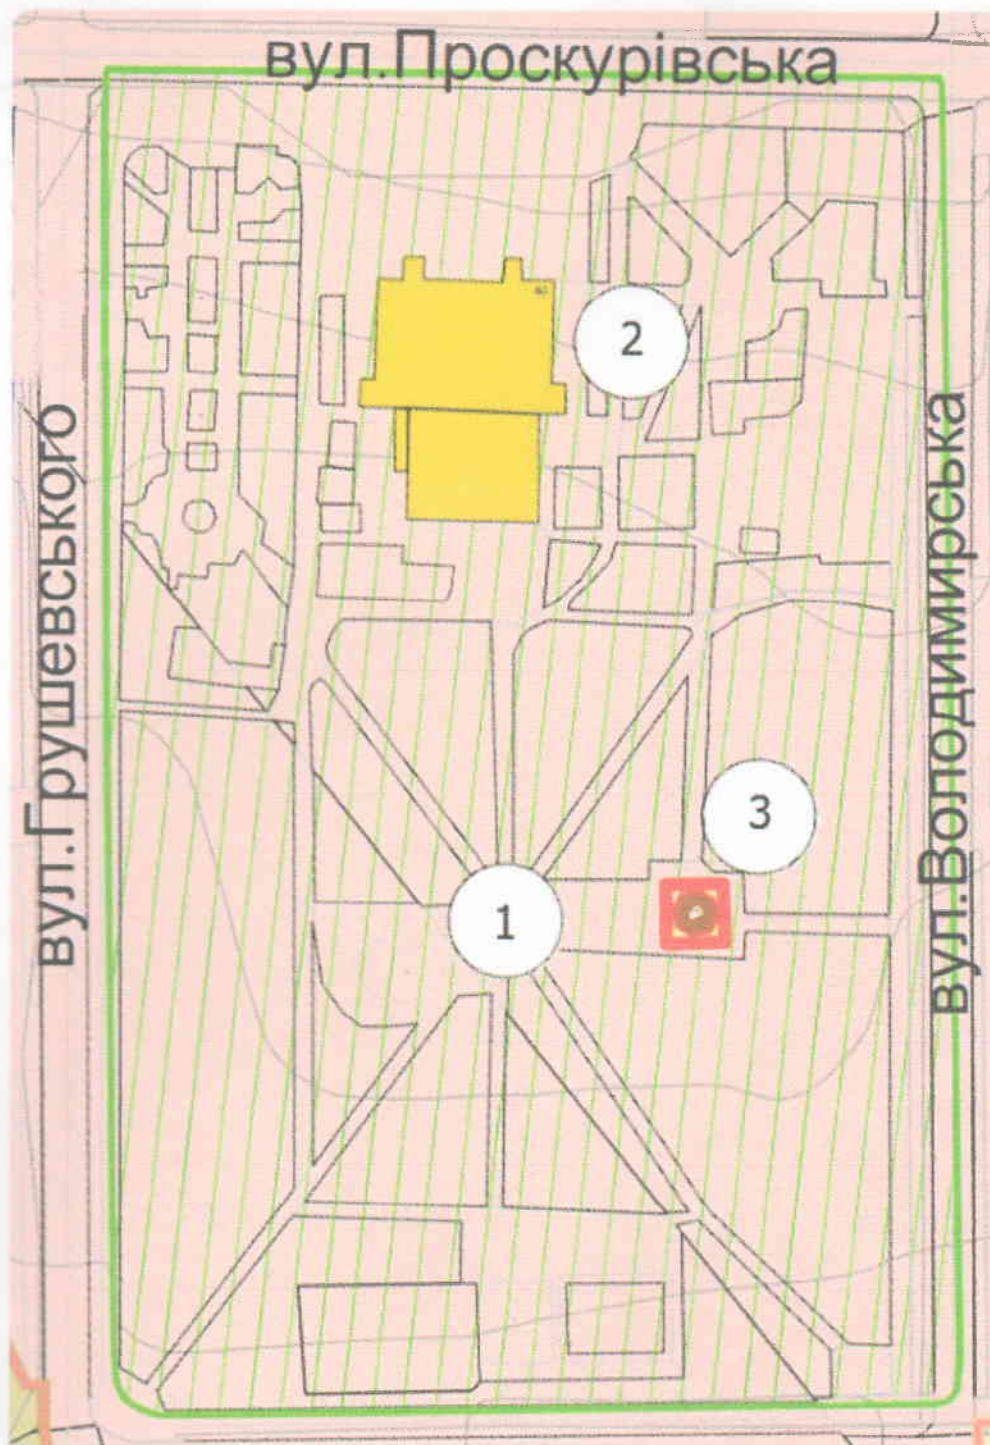 вул.Проскурівська
вул.Грушевського
2
вул.Володимирська
3
1